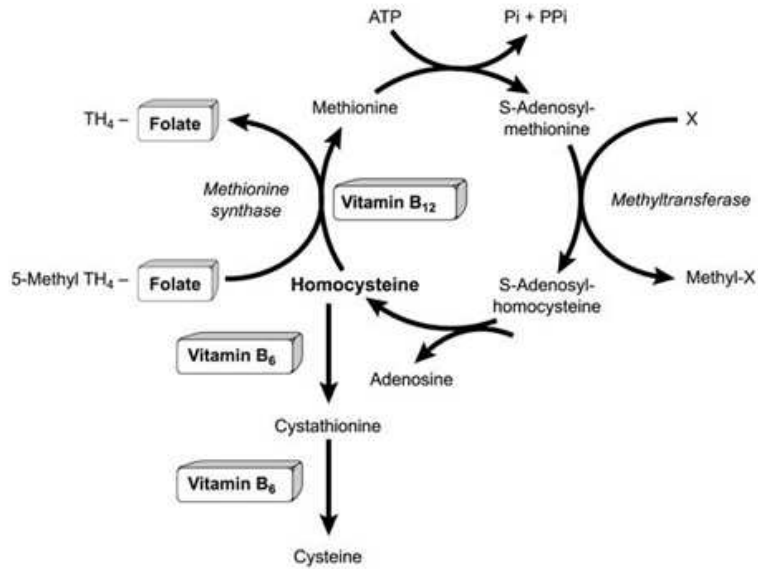 ATP
Pi + PPi
Methionine
S-Adenosyl-
methionine
TH₄ – Folate
X
Methionine
synthase
Vitamin B₁₂
Methyltransferase
5-Methyl TH₄ – Folate
Homocysteine
S-Adenosyl-
homocysteine
Methyl-X
Vitamin B₆
Adenosine
Cystathionine
Vitamin B₆
Cysteine